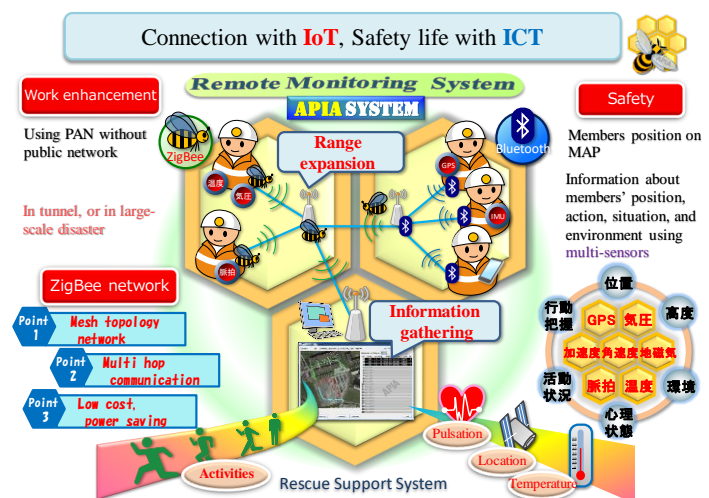 Connection with IoT, Safety life with ICT
Remote Monitoring System
APIA SYSTEM
Work enhancement
Using PAN without
public network
In tunnel, or in large-
scale disaster
ZigBee network
Point
1
Mesh topology
network
Point
2
Multi hop
communication
Point
3
Low cost,
power saving
ZigBee
温度
気圧
脈拍
Range
expansion
Bluetooth
GPS
IMU
Information
gathering
APIA
Safety
Members position on
MAP
Information about
members' position,
action, situation, and
environment using
multi-sensors
位置
行動
把握
高度
GPS
気圧
加速度
角速度
地磁気
脈拍
温度
活動
状況
環境
心理
状態
Activities
Rescue Support System
Pulsation
Location
Temperature